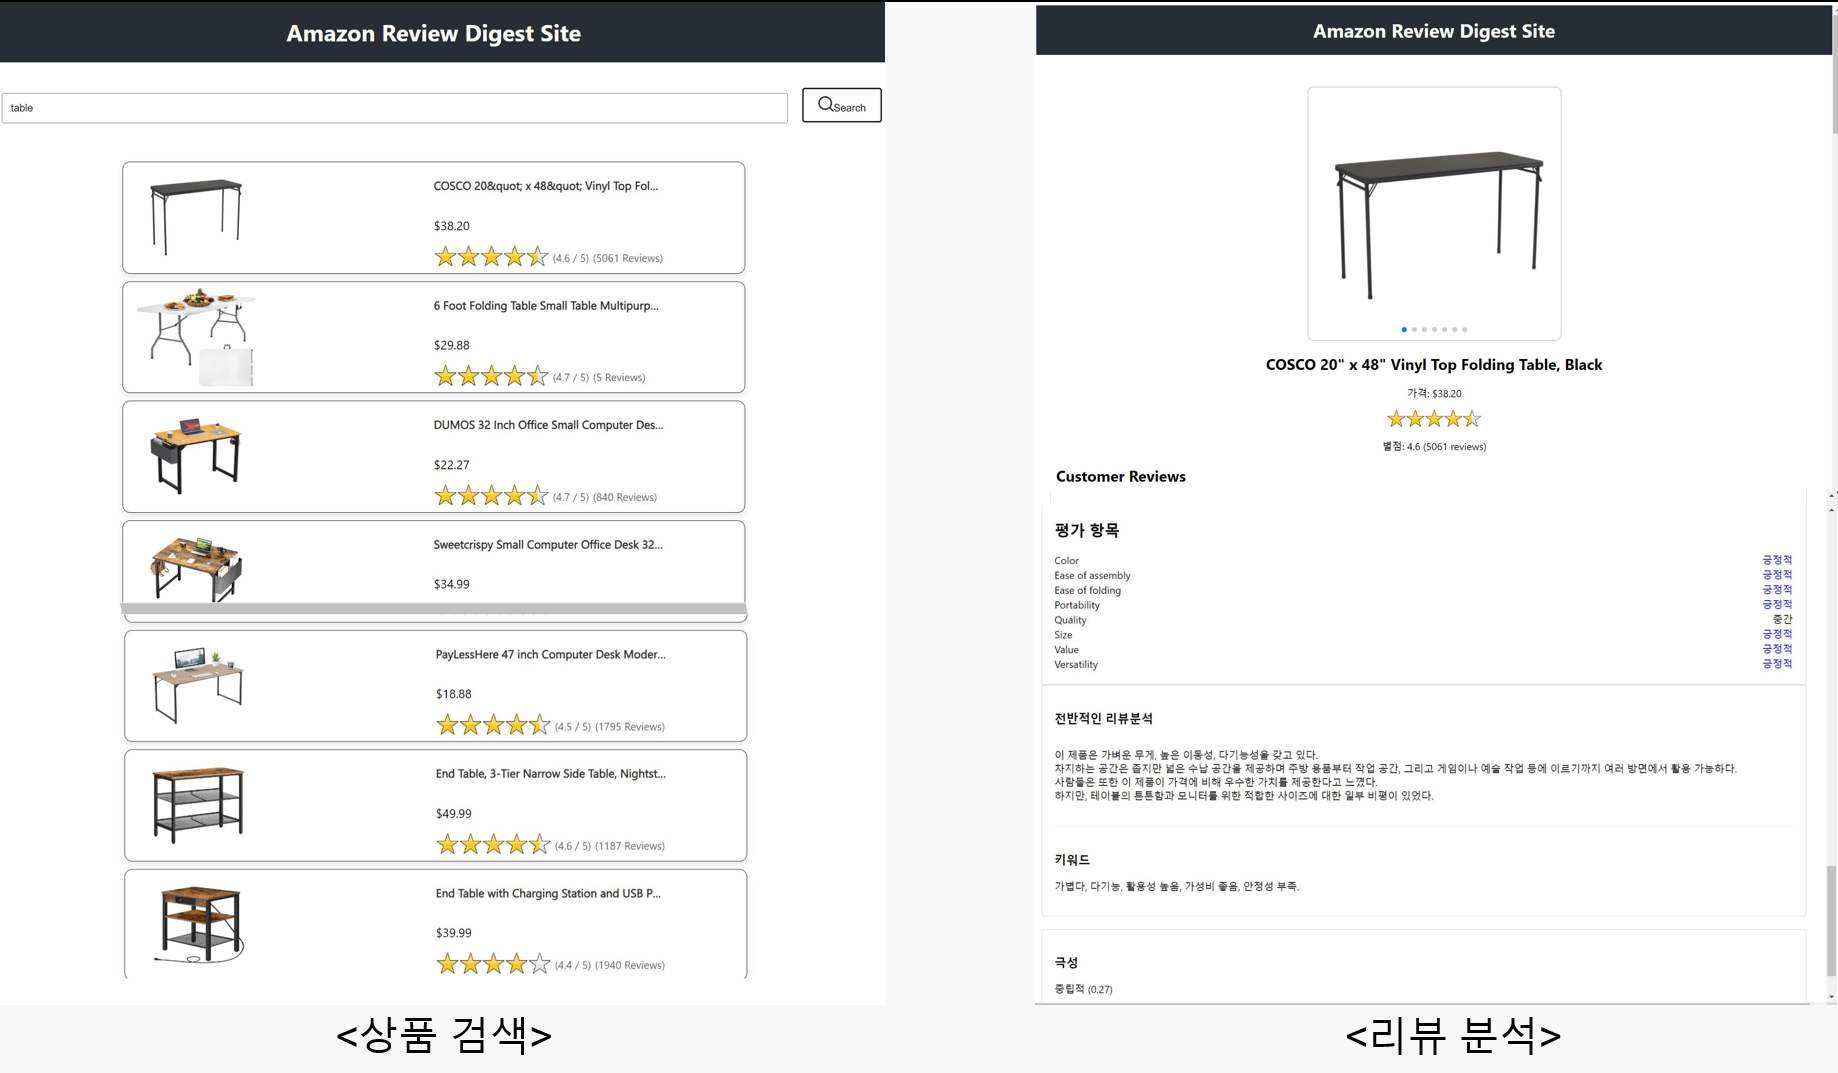 Amazon Review Digest Site
table
Search
COSCO 20&quot; x 48&quot; Vinyl Top Fol...
$38.20
(4.6 / 5) (5061 Reviews)
6 Foot Folding Table Small Table Multipurp...
$29.88
(4.7 / 5) (5 Reviews)
DUMOS 32 Inch Office Small Computer Des...
$22.27
(4.7 / 5) (840 Reviews)
Sweetcrispy Small Computer Office Desk 32...
$34.99
PayLessHere 47 inch Computer Desk Moder...
$18.88
(4.5 / 5) (1795 Reviews)
End Table, 3-Tier Narrow Side Table, Nightst...
$49.99
(4.6 / 5) (1187 Reviews)
End Table with Charging Station and USB P...
$39.99
(4.4 / 5) (1940 Reviews)
<상품 검색>
Amazon Review Digest Site
COSCO 20" x 48" Vinyl Top Folding Table, Black
가격: $38.20
별점: 4.6 (5061 reviews)
Customer Reviews
평가 항목
Color 긍정적
Ease of assembly 긍정적
Ease of folding 긍정적
Portability 긍정적
Quality 중간
Size 긍정적
Value 긍정적
Versatility 긍정적
전반적인 리뷰분석
이 제품은 가벼운 무게, 높은 이동성, 다기능성을 갖고 있다.
차지하는 공간은 좁지만 넓은 수납 공간을 제공하며 주방 용품부터 작업 공간, 그리고 게임이나 예술 작업 등에 이르기까지 여러 방면에서 활용 가능하다.
사람들은 또한 이 제품이 가격에 비해 우수한 가치를 제공한다고 느꼈다.
하지만, 테이블의 튼튼함과 모니터를 위한 적합한 사이즈에 대한 일부 비평이 있었다.
키워드
가볍다, 다기능, 활용성 높음, 가성비 좋음, 안정성 부족.
극성
중립적 (0.27)
<리뷰 분석>